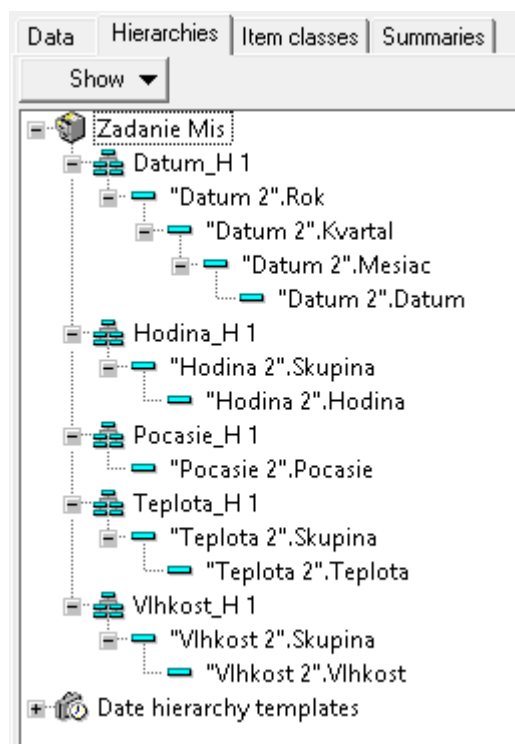 Data Hierarchies Item classes Summaries
Show
Zadanie Mis
Datum_H 1
"Datum 2".Rok
"Datum 2".Kvartal
"Datum 2".Mesiac
"Datum 2".Datum
Hodina_H 1
"Hodina 2".Skupina
"Hodina 2".Hodina
Pocasie_H 1
"Pocasie 2".Pocasie
Teplota_H 1
"Teplota 2".Skupina
"Teplota 2".Teplota
Vlhkost_H 1
"Vlhkost 2".Skupina
"Vlhkost 2".Vlhkost
Date hierarchy templates